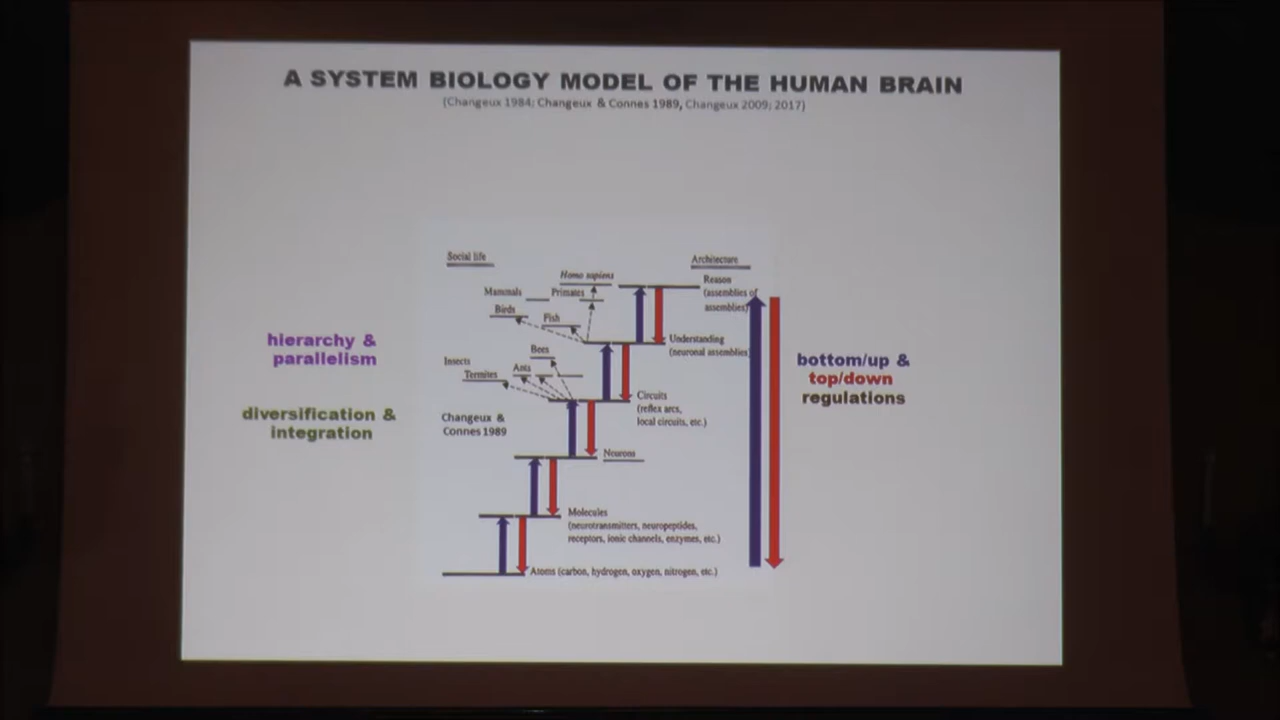 A SYSTEM BIOLOGY MODEL OF THE HUMAN BRAIN
(Changeux 1984; Changeux & Connes 1989, Changeux 2009; 2017)
Social life
Architecture
Homo sapiens
Reason
(assemblies of
assemblies)
Mammals
Primates
Birds
Fish
Understanding
(neuronal assemblies)
hierarchy &
parallelism
bottom/up &
top/down
regulations
Bees
Insects
Ants
Termites
Circuits
(reflex arcs,
local circuits, etc.)
diversification &
integration
Changeux &
Connes 1989
Neurons
Molecules
(neurotransmitters, neuropeptides,
receptors, ionic channels, enzymes, etc.)
Atoms (carbon, hydrogen, oxygen, nitrogen, etc.)